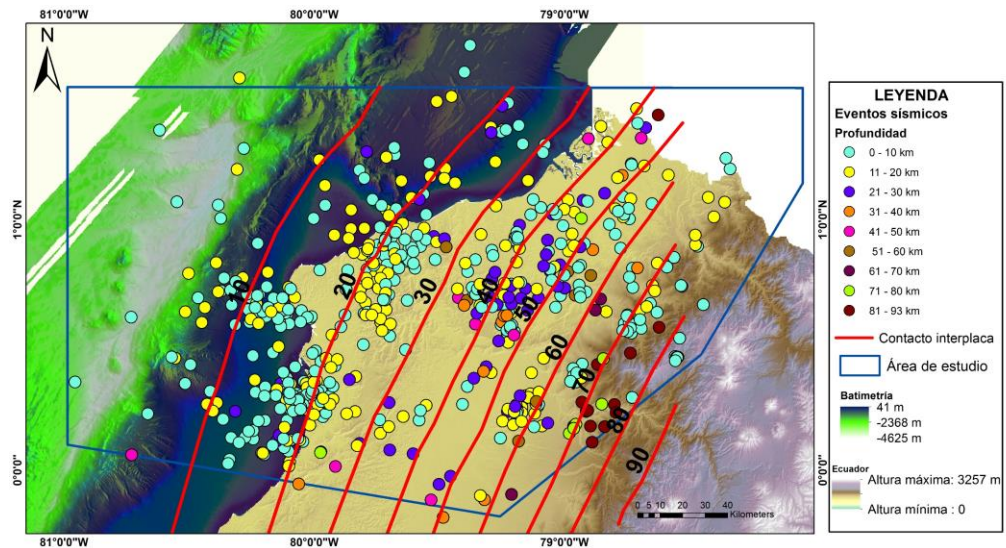 81°0'0"W
80°0'0"W
79°0'0"W
N
1°0'0"N
1°0'0"N
0°0'0"
0°0'0"
10
20
30
40
50
60
70
80
90
0 5 10 20 30 40
Kilometers
81°0'0"W
80°0'0"W
79°0'0"W
LEYENDA
Eventos sísmicos
Profundidad
0 - 10 km
11 - 20 km
21 - 30 km
31 - 40 km
41 - 50 km
51 - 60 km
61 - 70 km
71 - 80 km
81 - 93 km
Contacto interplaca
Área de estudio
Batimetría
41 m
-2368 m
-4625 m
Ecuador
Altura máxima: 3257 m
Altura mínima : 0